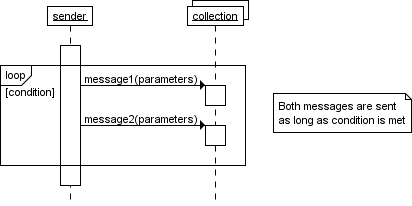 sender
collection
loop
[condition]
message1(parameters)
message2(parameters)
Both messages are sent
as long as condition is met